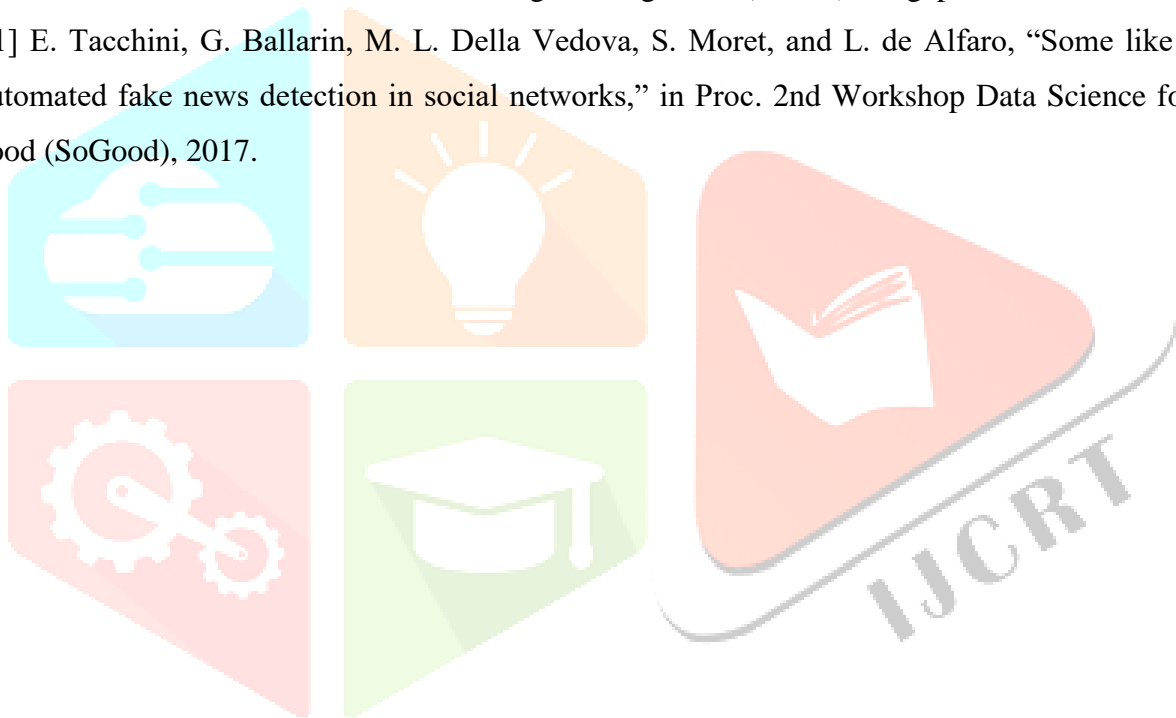 1] E. Tacchini, G. Ballarin, M. L. Della Vedova, S. Moret, and L. de Alfaro, “Some like
utomated fake news detection in social networks,” in Proc. 2nd Workshop Data Science fo
ood (SoGood), 2017.
IJCRT